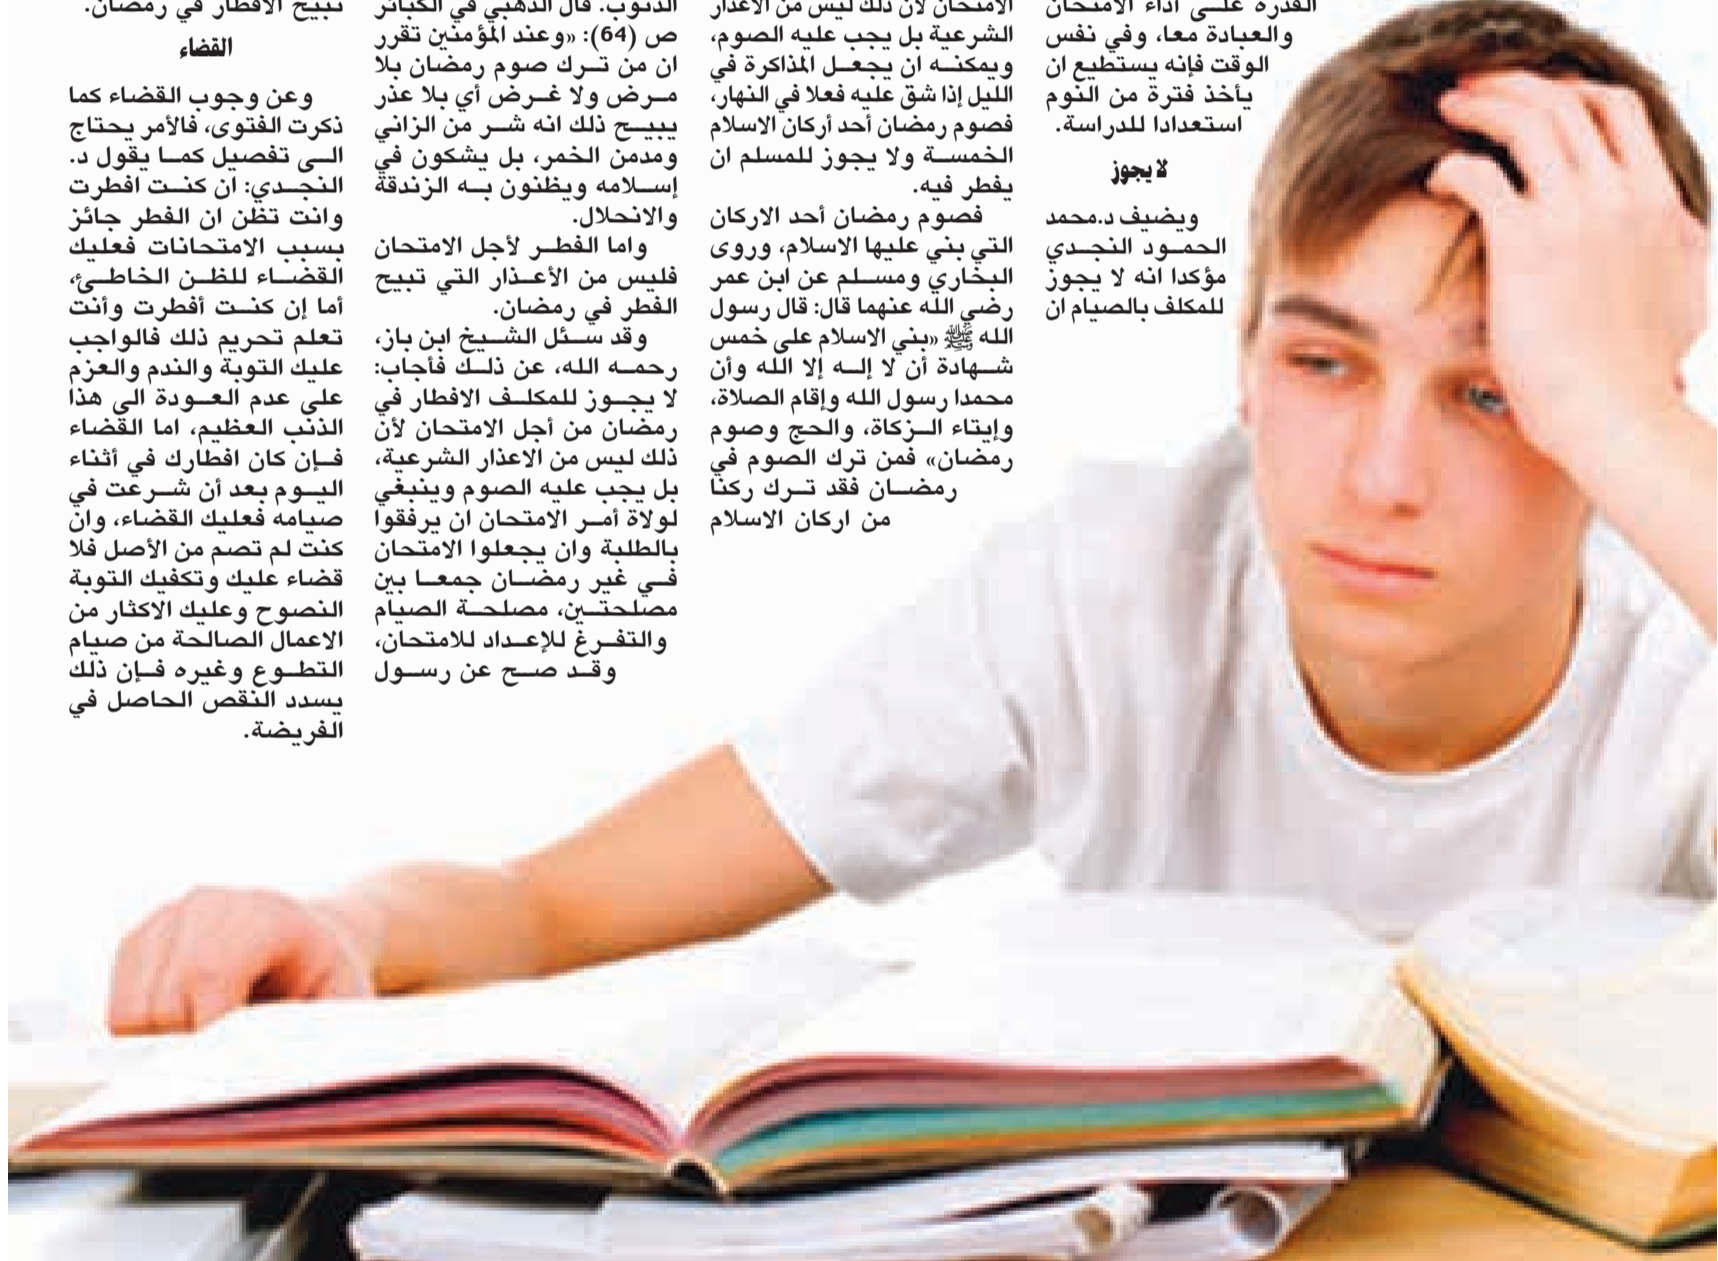 القدرة على أداء الامتحان
والعبادة معا، وفي نفس
الوقت فإنه يستطيع ان
يأخذ فترة من النوم
استعدادا للدراسة.
لا يجوز
ويضيف د.محمد
الحمود النجدي
مؤكدا انه لا يجوز
للمكلف بالصيام ان
الامتحان لأن ذلك ليس من الأعذار
الشرعية بل يجب عليه الصوم،
ويمكنه ان يجعل المذاكرة في
الليل إذا شق عليه فعلا في النهار،
فصوم رمضان أحد أركان الاسلام
الخمسة ولا يجوز للمسلم ان
يفطر فيه.
فصوم رمضان أحد الاركان
التي بني عليها الاسلام، وروى
البخاري ومسلم عن ابن عمر
رضي الله عنهما قال: قال رسول
الله ﷺ «بني الاسلام على خمس
شهادة أن لا إله إلا الله وأن
محمدا رسول الله وإقام الصلاة،
وإيتاء الزكاة، والحج وصوم
رمضان» فمن ترك الصوم في
رمضان فقد ترك ركنا
من اركان الاسلام
الذنوب. قال الذهبي في الكبائر
ص (64): «وعند المؤمنين تقرر
ان من ترك صوم رمضان بلا
مرض ولا غرض أي بلا عذر
يبيح ذلك انه شر من الزاني
ومدمن الخمر، بل يشكون في
إسلامه ويظنون به الزندقة
والانحلال.
واما الفطر لأجل الامتحان
فليس من الأعذار التي تبيح
الفطر في رمضان.
وقد سئل الشيخ ابن باز،
رحمه الله، عن ذلك فأجاب:
لا يجوز للمكلف الافطار في
رمضان من أجل الامتحان لأن
ذلك ليس من الاعذار الشرعية،
بل يجب عليه الصوم وينبغي
لولاة أمر الامتحان ان يرفقوا
بالطلبة وان يجعلوا الامتحان
في غير رمضان جمعا بين
مصلحتين، مصلحة الصيام
والتفرغ للإعداد للامتحان،
وقد صح عن رسول
تبيح الافطار في رمضان.
القضاء
وعن وجوب القضاء كما
ذكرت الفتوى، فالأمر يحتاج
الى تفصيل كما يقول د.
النجدي: ان كنت افطرت
وانت تظن ان الفطر جائز
بسبب الامتحانات فعليك
القضاء للظن الخاطئ،
أما إن كنت أفطرت وأنت
تعلم تحريم ذلك فالواجب
عليك التوبة والندم والعزم
على عدم العودة الى هذا
الذنب العظيم، اما القضاء
فإن كان افطارك في أثناء
اليوم بعد أن شرعت في
صيامه فعليك القضاء، وان
كنت لم تصم من الأصل فلا
قضاء عليك وتكفيك التوبة
النصوح وعليك الاكثار من
الاعمال الصالحة من صيام
التطوع وغيره فإن ذلك
يسدد النقص الحاصل في
الفريضة.